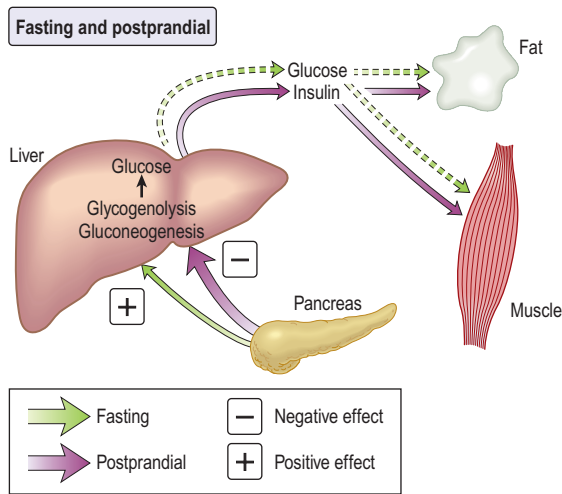 Fasting and postprandial
Glucose
Insulin
Fat
Liver
Glucose
Glycogenolysis
Gluconeogenesis
−
+
Pancreas
Muscle
Fasting
− Negative effect
Postprandial
+ Positive effect